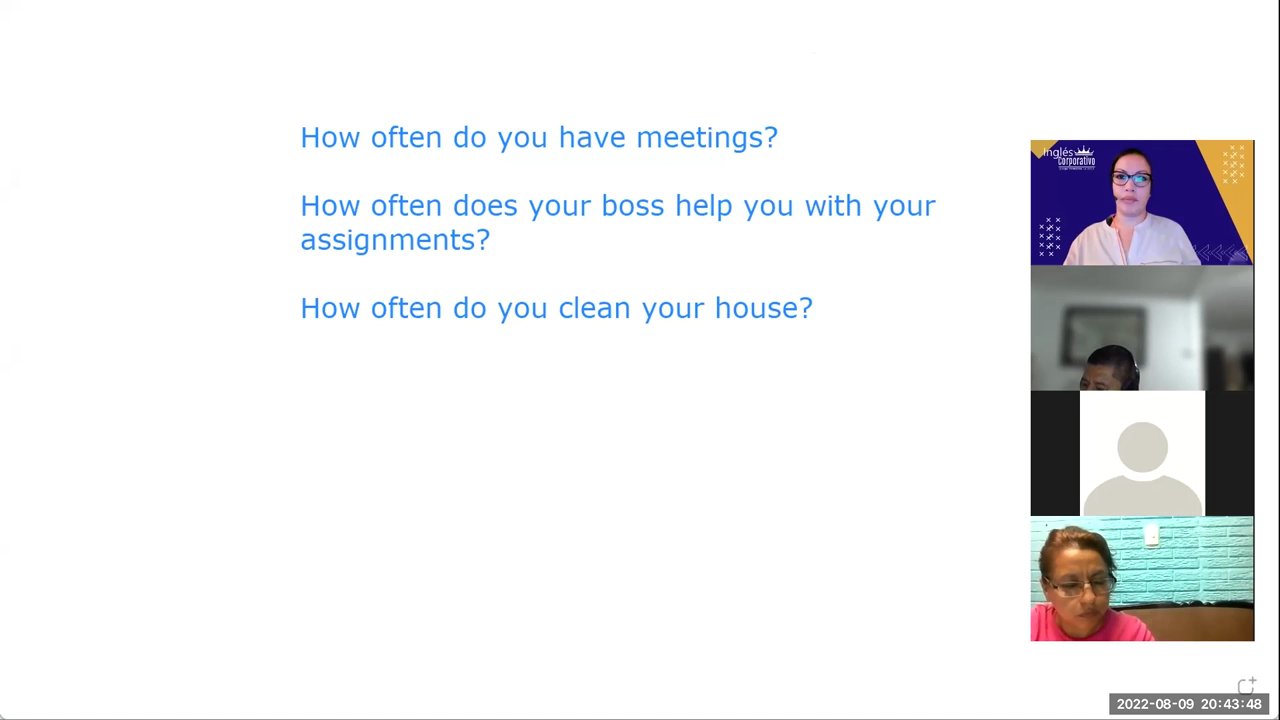 How often do you have meetings?
How often does your boss help you with your
assignments?
How often do you clean your house?
Inglés
Corporativo
2022-08-09 20:43:48